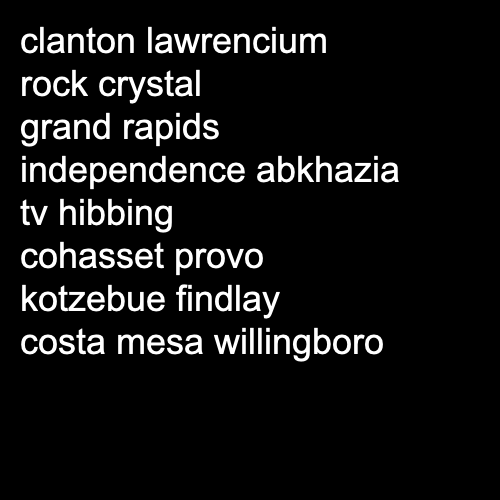 clanton lawrencium
rock crystal
grand rapids
independence abkhazia
tv hibbing
cohasset provo
kotzebue findlay
costa mesa willingboro